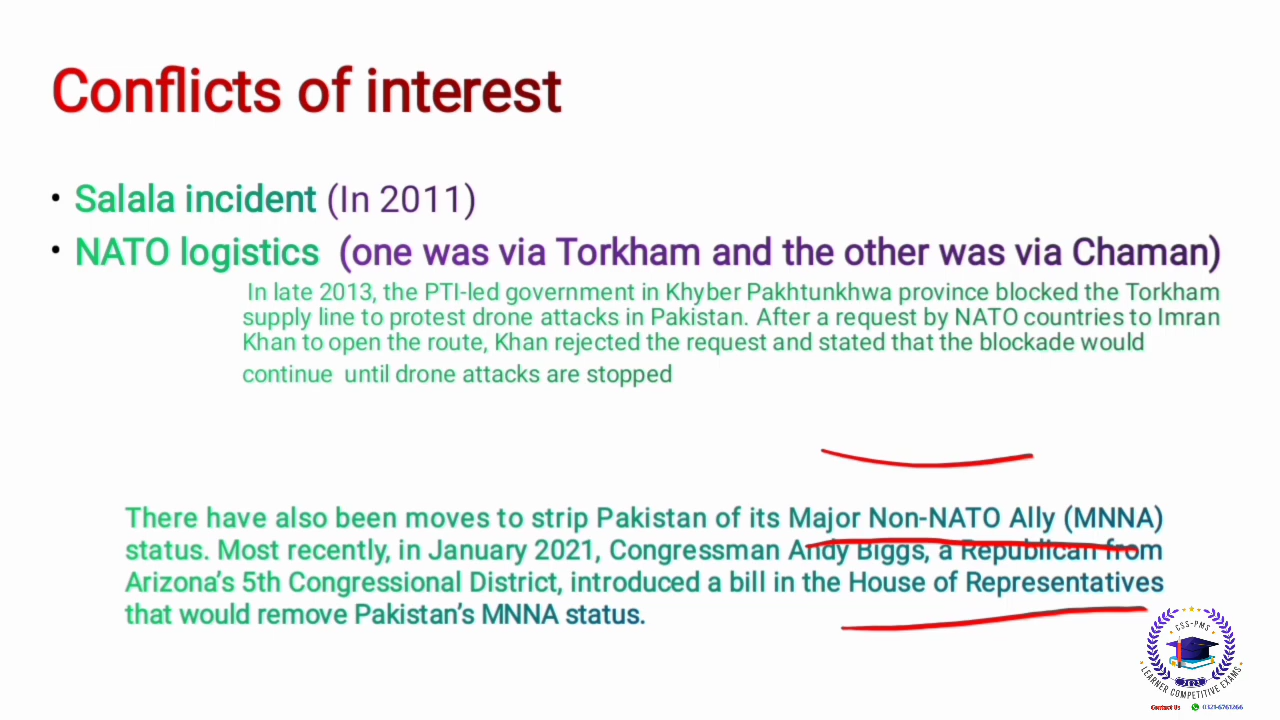 Conflicts of interest
• Salala incident (In 2011)
• NATO logistics (one was via Torkham and the other was via Chaman)
In late 2013, the PTI-led government in Khyber Pakhtunkhwa province blocked the Torkham
supply line to protest drone attacks in Pakistan. After a request by NATO countries to Imran
Khan to open the route, Khan rejected the request and stated that the blockade would
continue until drone attacks are stopped
There have also been moves to strip Pakistan of its Major Non-NATO Ally (MNNA)
status. Most recently, in January 2021, Congressman Andy Biggs, a Republican from
Arizona's 5th Congressional District, introduced a bill in the House of Representatives
that would remove Pakistan's MNNA status.
CSS-PMS
LEARNER COMPETITIVE EXAMS
Contact Us 0321-6761266